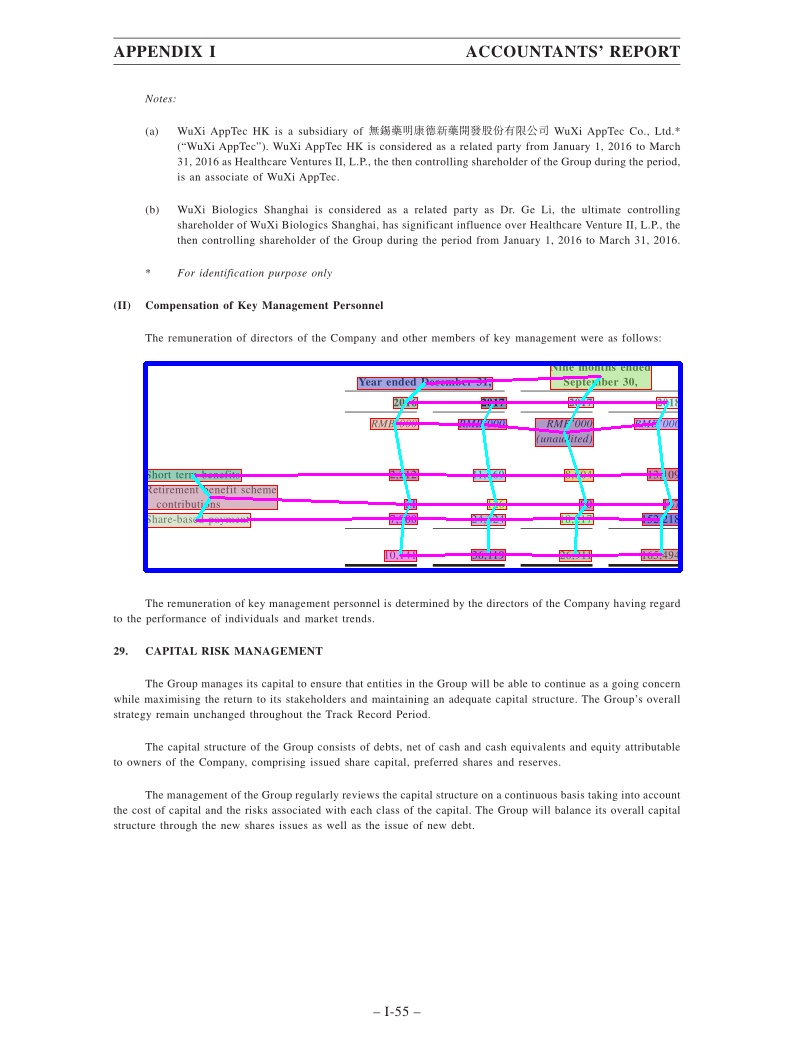 APPENDIX I ACCOUNTANTS' REPORT
Notes:
(a) WuXi AppTec HK is a subsidiary of 無錫藥明康德新藥開發股份有限公司 WuXi AppTec Co., Ltd.*
(“WuXi AppTec”). WuXi AppTec HK is considered as a related party from January 1, 2016 to March
31, 2016 as Healthcare Ventures II, L.P., the then controlling shareholder of the Group during the period,
is an associate of WuXi AppTec.
(b) WuXi Biologics Shanghai is considered as a related party as Dr. Ge Li, the ultimate controlling
shareholder of WuXi Biologics Shanghai, has significant influence over Healthcare Venture II, L.P., the
then controlling shareholder of the Group during the period from January 1, 2016 to March 31, 2016.
* For identification purpose only
(II) Compensation of Key Management Personnel
The remuneration of directors of the Company and other members of key management were as follows:
Nine months ended
Year ended December 31, September 30,
2016 2017 2017 2018
RMB'000 RMB'000 RMB'000 RMB'000
(unaudited)
Short term benefits
Retirement benefit scheme
contributions
Share-based payment 152,218
36,119 165,494
The remuneration of key management personnel is determined by the directors of the Company having regard
to the performance of individuals and market trends.
29. CAPITAL RISK MANAGEMENT
The Group manages its capital to ensure that entities in the Group will be able to continue as a going concern
while maximising the return to its stakeholders and maintaining an adequate capital structure. The Group's overall
strategy remain unchanged throughout the Track Record Period.
The capital structure of the Group consists of debts, net of cash and cash equivalents and equity attributable
to owners of the Company, comprising issued share capital, preferred shares and reserves.
The management of the Group regularly reviews the capital structure on a continuous basis taking into account
the cost of capital and the risks associated with each class of the capital. The Group will balance its overall capital
structure through the new shares issues as well as the issue of new debt.
– I-55 –